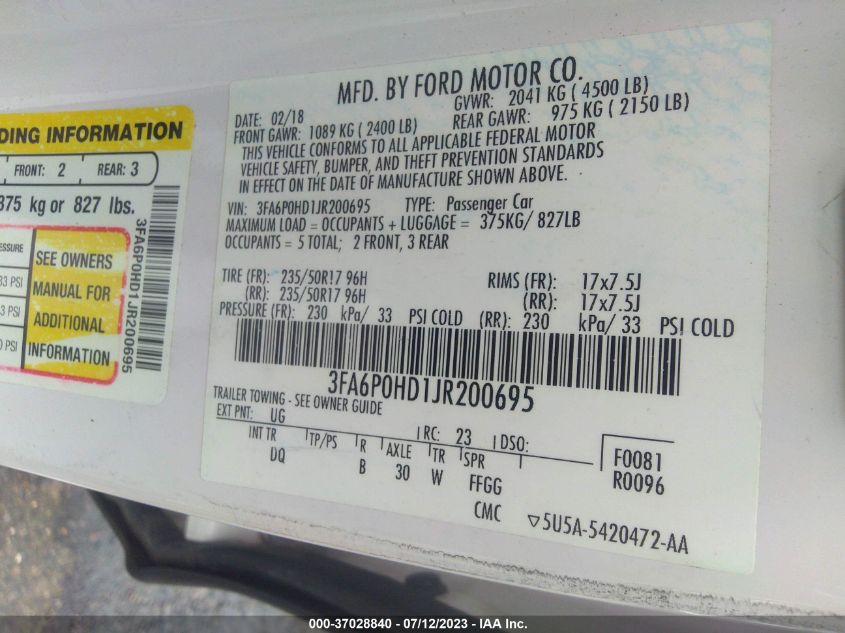 DING INFORMATION
FRONT: 2 REAR: 3
375 kg or 827 lbs.
ESSURE
33 PSI
3 PSI
0 PSI
SEE OWNERS
MANUAL FOR
ADDITIONAL
INFORMATION
3FA6P0HD1JR200695
MFD. BY FORD MOTOR CO.
DATE: 02/18 GVWR: 2041 KG ( 4500 LB)
FRONT GAWR: 1089 KG ( 2400 LB) REAR GAWR: 975 KG ( 2150 LB)
THIS VEHICLE CONFORMS TO ALL APPLICABLE FEDERAL MOTOR
VEHICLE SAFETY, BUMPER, AND THEFT PREVENTION STANDARDS
IN EFFECT ON THE DATE OF MANUFACTURE SHOWN ABOVE.
VIN: 3FA6P0HD1JR200695 TYPE: Passenger Car
MAXIMUM LOAD = OCCUPANTS + LUGGAGE = 375KG/ 827LB
OCCUPANTS = 5 TOTAL; 2 FRONT, 3 REAR
TIRE (FR): 235/50R17 96H RIMS (FR): 17x7.5J
(RR): 235/50R17 96H (RR): 17x7.5J
PRESSURE (FR): 230 kPa/ 33 PSI COLD (RR): 230 kPa/ 33 PSI COLD
3FA6P0HD1JR200695
TRAILER TOWING - SEE OWNER GUIDE
EXT PNT: UG RC: 23 DSO:
INT TR TP/PS R AXLE TR SPR
DQ B 30 W FFGG
F0081
R0096
CMC ▽5U5A-5420472-AA
000-37028840 / 07/12/2023 - IAA Inc.